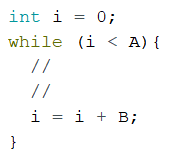 int i = 0;
while (i < A){
//
//
i = i + B;
}